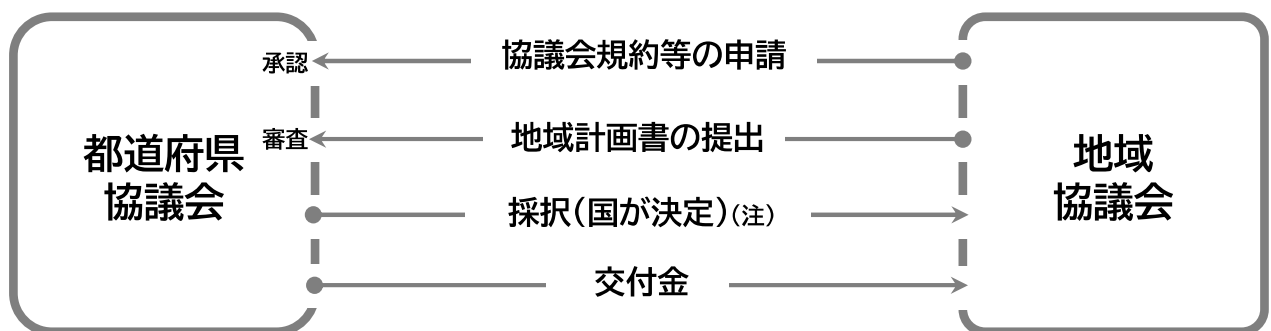 都道府県
協議会
承認
協議会規約等の申請
審査
地域計画書の提出
採択(国が決定)(注)
交付金
地域
協議会